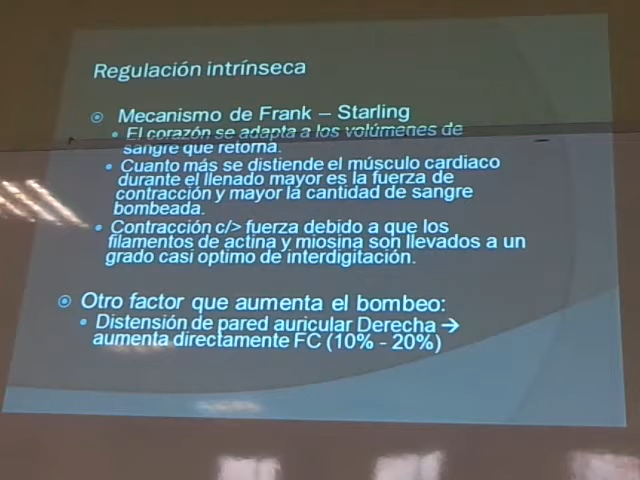 Regulación intrínseca
Mecanismo de Frank – Starling
El corazón se adapta a los volúmenes de
sangre que retorna.
Cuanto más se distiende el músculo cardiaco
durante el llenado mayor es la fuerza de
contracción y mayor la cantidad de sangre
bombeada.
Contracción c/> fuerza debido a que los
filamentos de actina y miosina son llevados a un
grado casi optimo de interdigitación.
Otro factor que aumenta el bombeo:
Distensión de pared auricular Derecha →
aumenta directamente FC (10% - 20%)